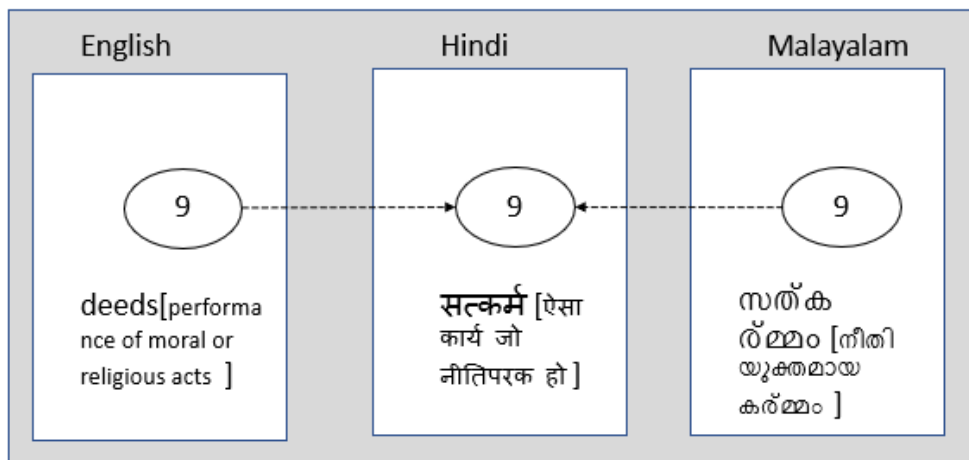 English
Hindi
Malayalam
9
9
9
deeds[performa
nce of moral or
religious acts ]
सत्कर्म [ऐसा
कार्य जो
नीतिपरक हो ]
സത്ക
ര്മ്മം [നീതി
യുക്തമായ
കര്മ്മം ]